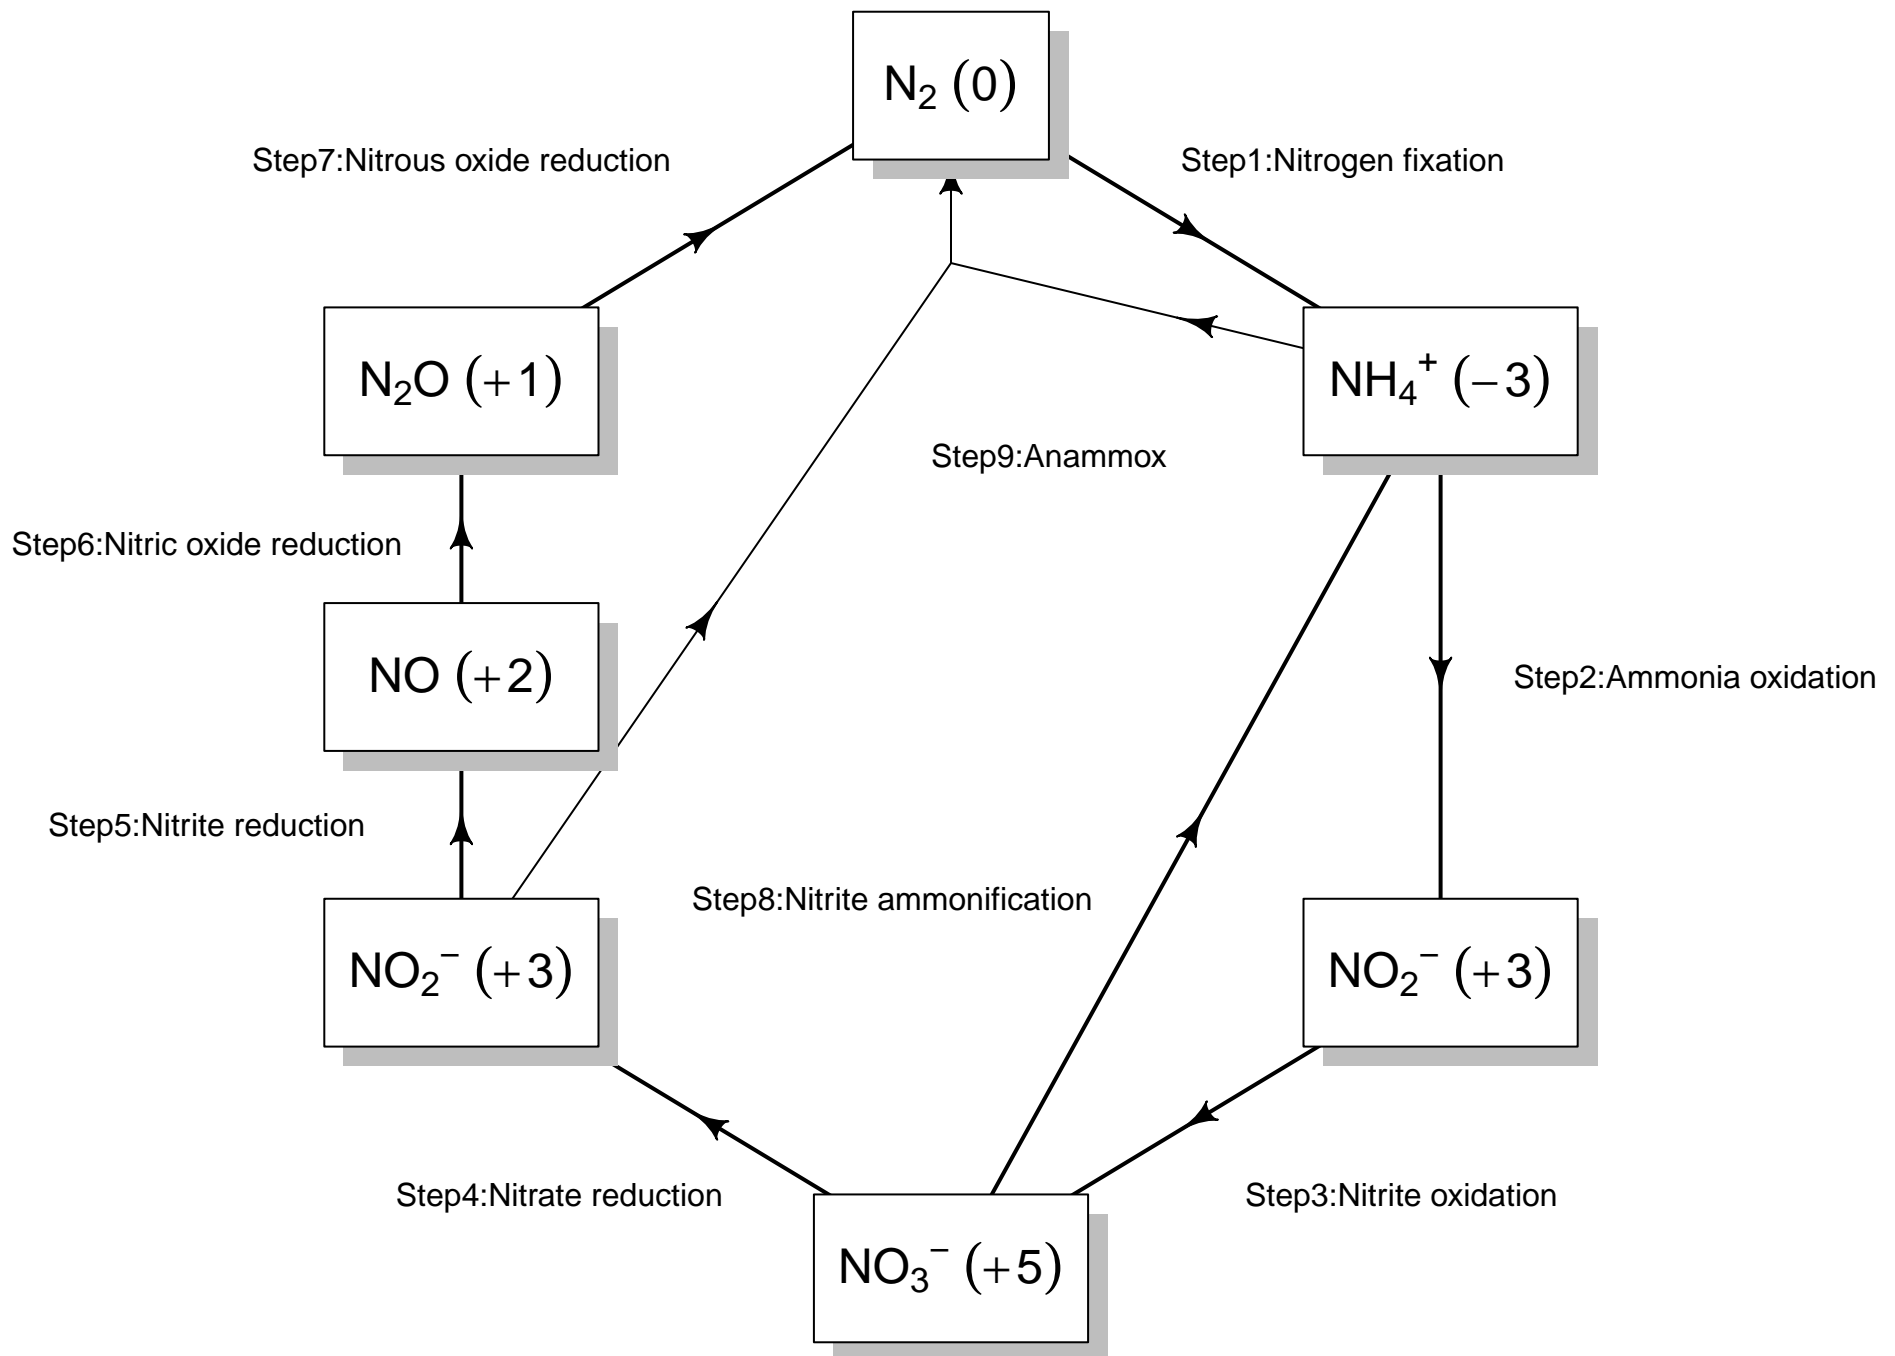 N₂ (0)
Step7:Nitrous oxide reduction
Step1:Nitrogen fixation
N₂O (+1)
NH₄⁺ (−3)
Step9:Anammox
Step6:Nitric oxide reduction
NO (+2)
Step2:Ammonia oxidation
Step5:Nitrite reduction
Step8:Nitrite ammonification
NO₂⁻ (+3)
NO₂⁻ (+3)
Step4:Nitrate reduction
Step3:Nitrite oxidation
NO₃⁻ (+5)